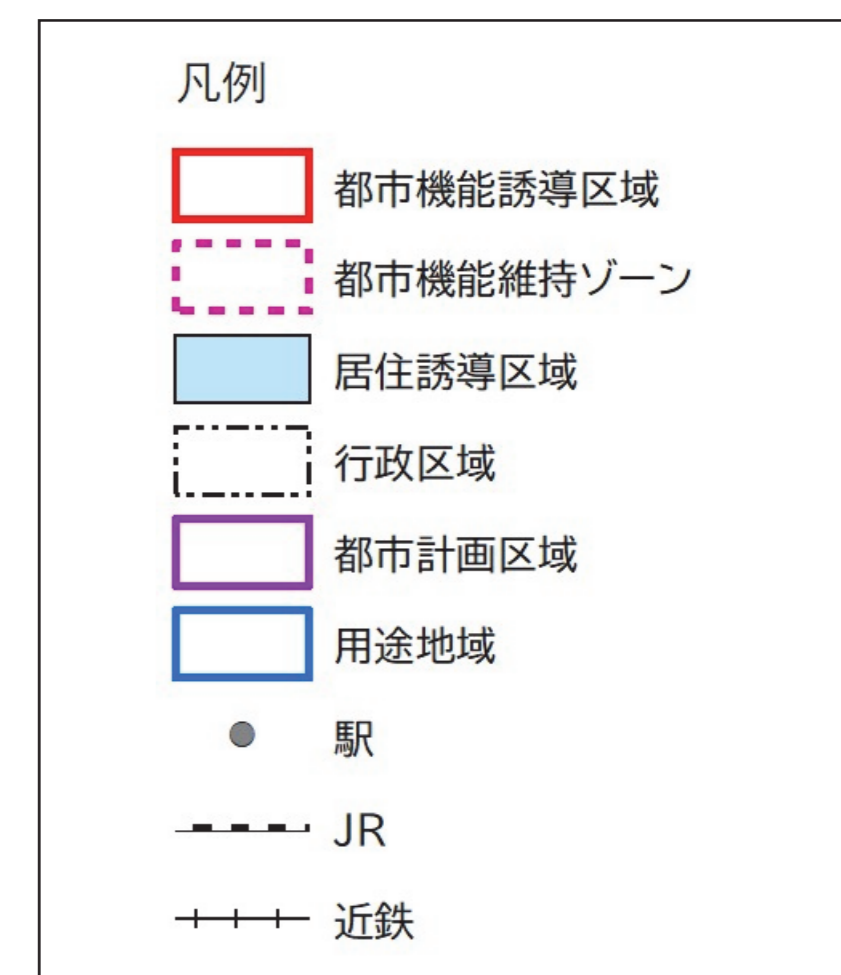 凡例
都市機能誘導区域
都市機能維持ゾーン
居住誘導区域
行政区域
都市計画区域
用途地域
駅
JR
近鉄